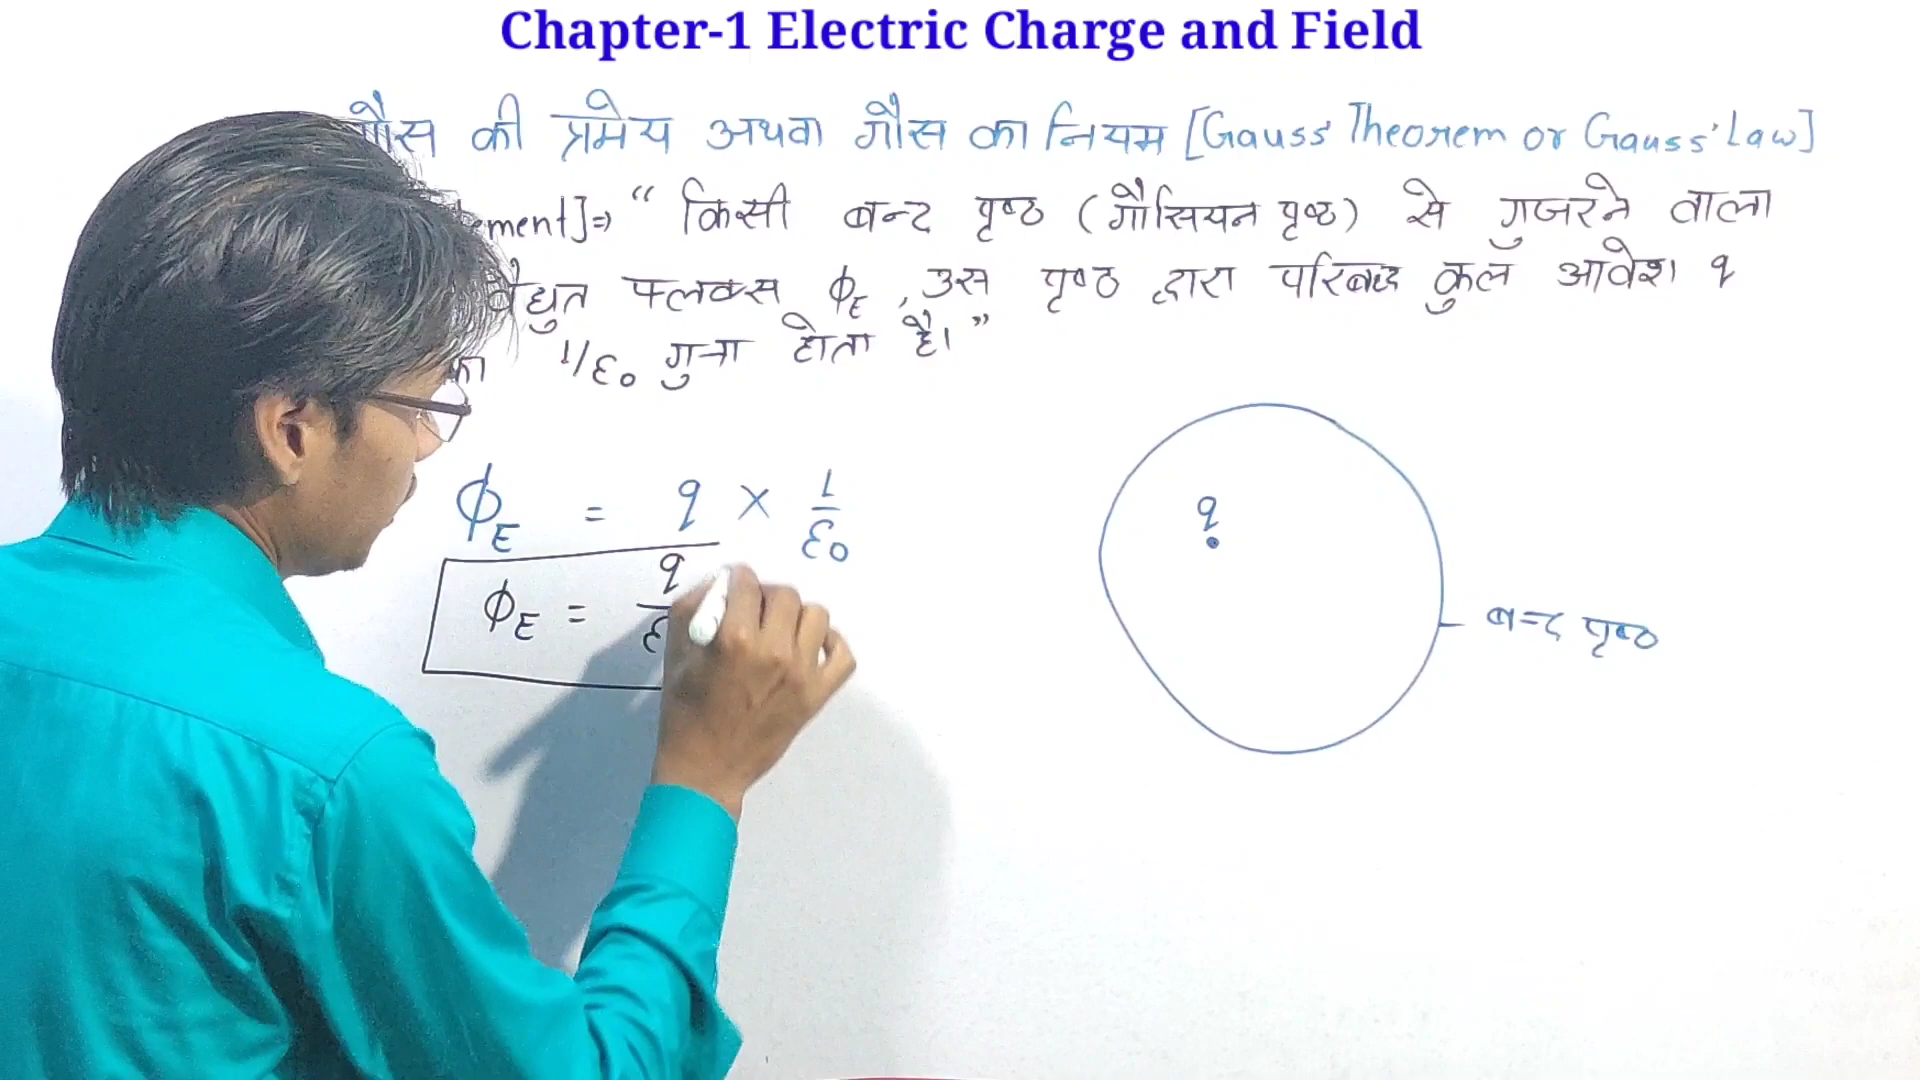 Chapter-1 Electric Charge and Field
गौस की प्रमेय अथवा गौस का नियम [Gauss' Theorem or Gauss' Law]
ement]⇒ “ किसी बन्द पृष्ठ (गौसियन पृष्ठ) से गुजरने वाला
वैद्युत फ्लक्स ϕE , उस पृष्ठ द्वारा परिबद्ध कुल आवेश q
का 1/ε0 गुना होता है। ”
ϕE = q × 1/ε0
ϕE = q/ε
q
बन्द पृष्ठ